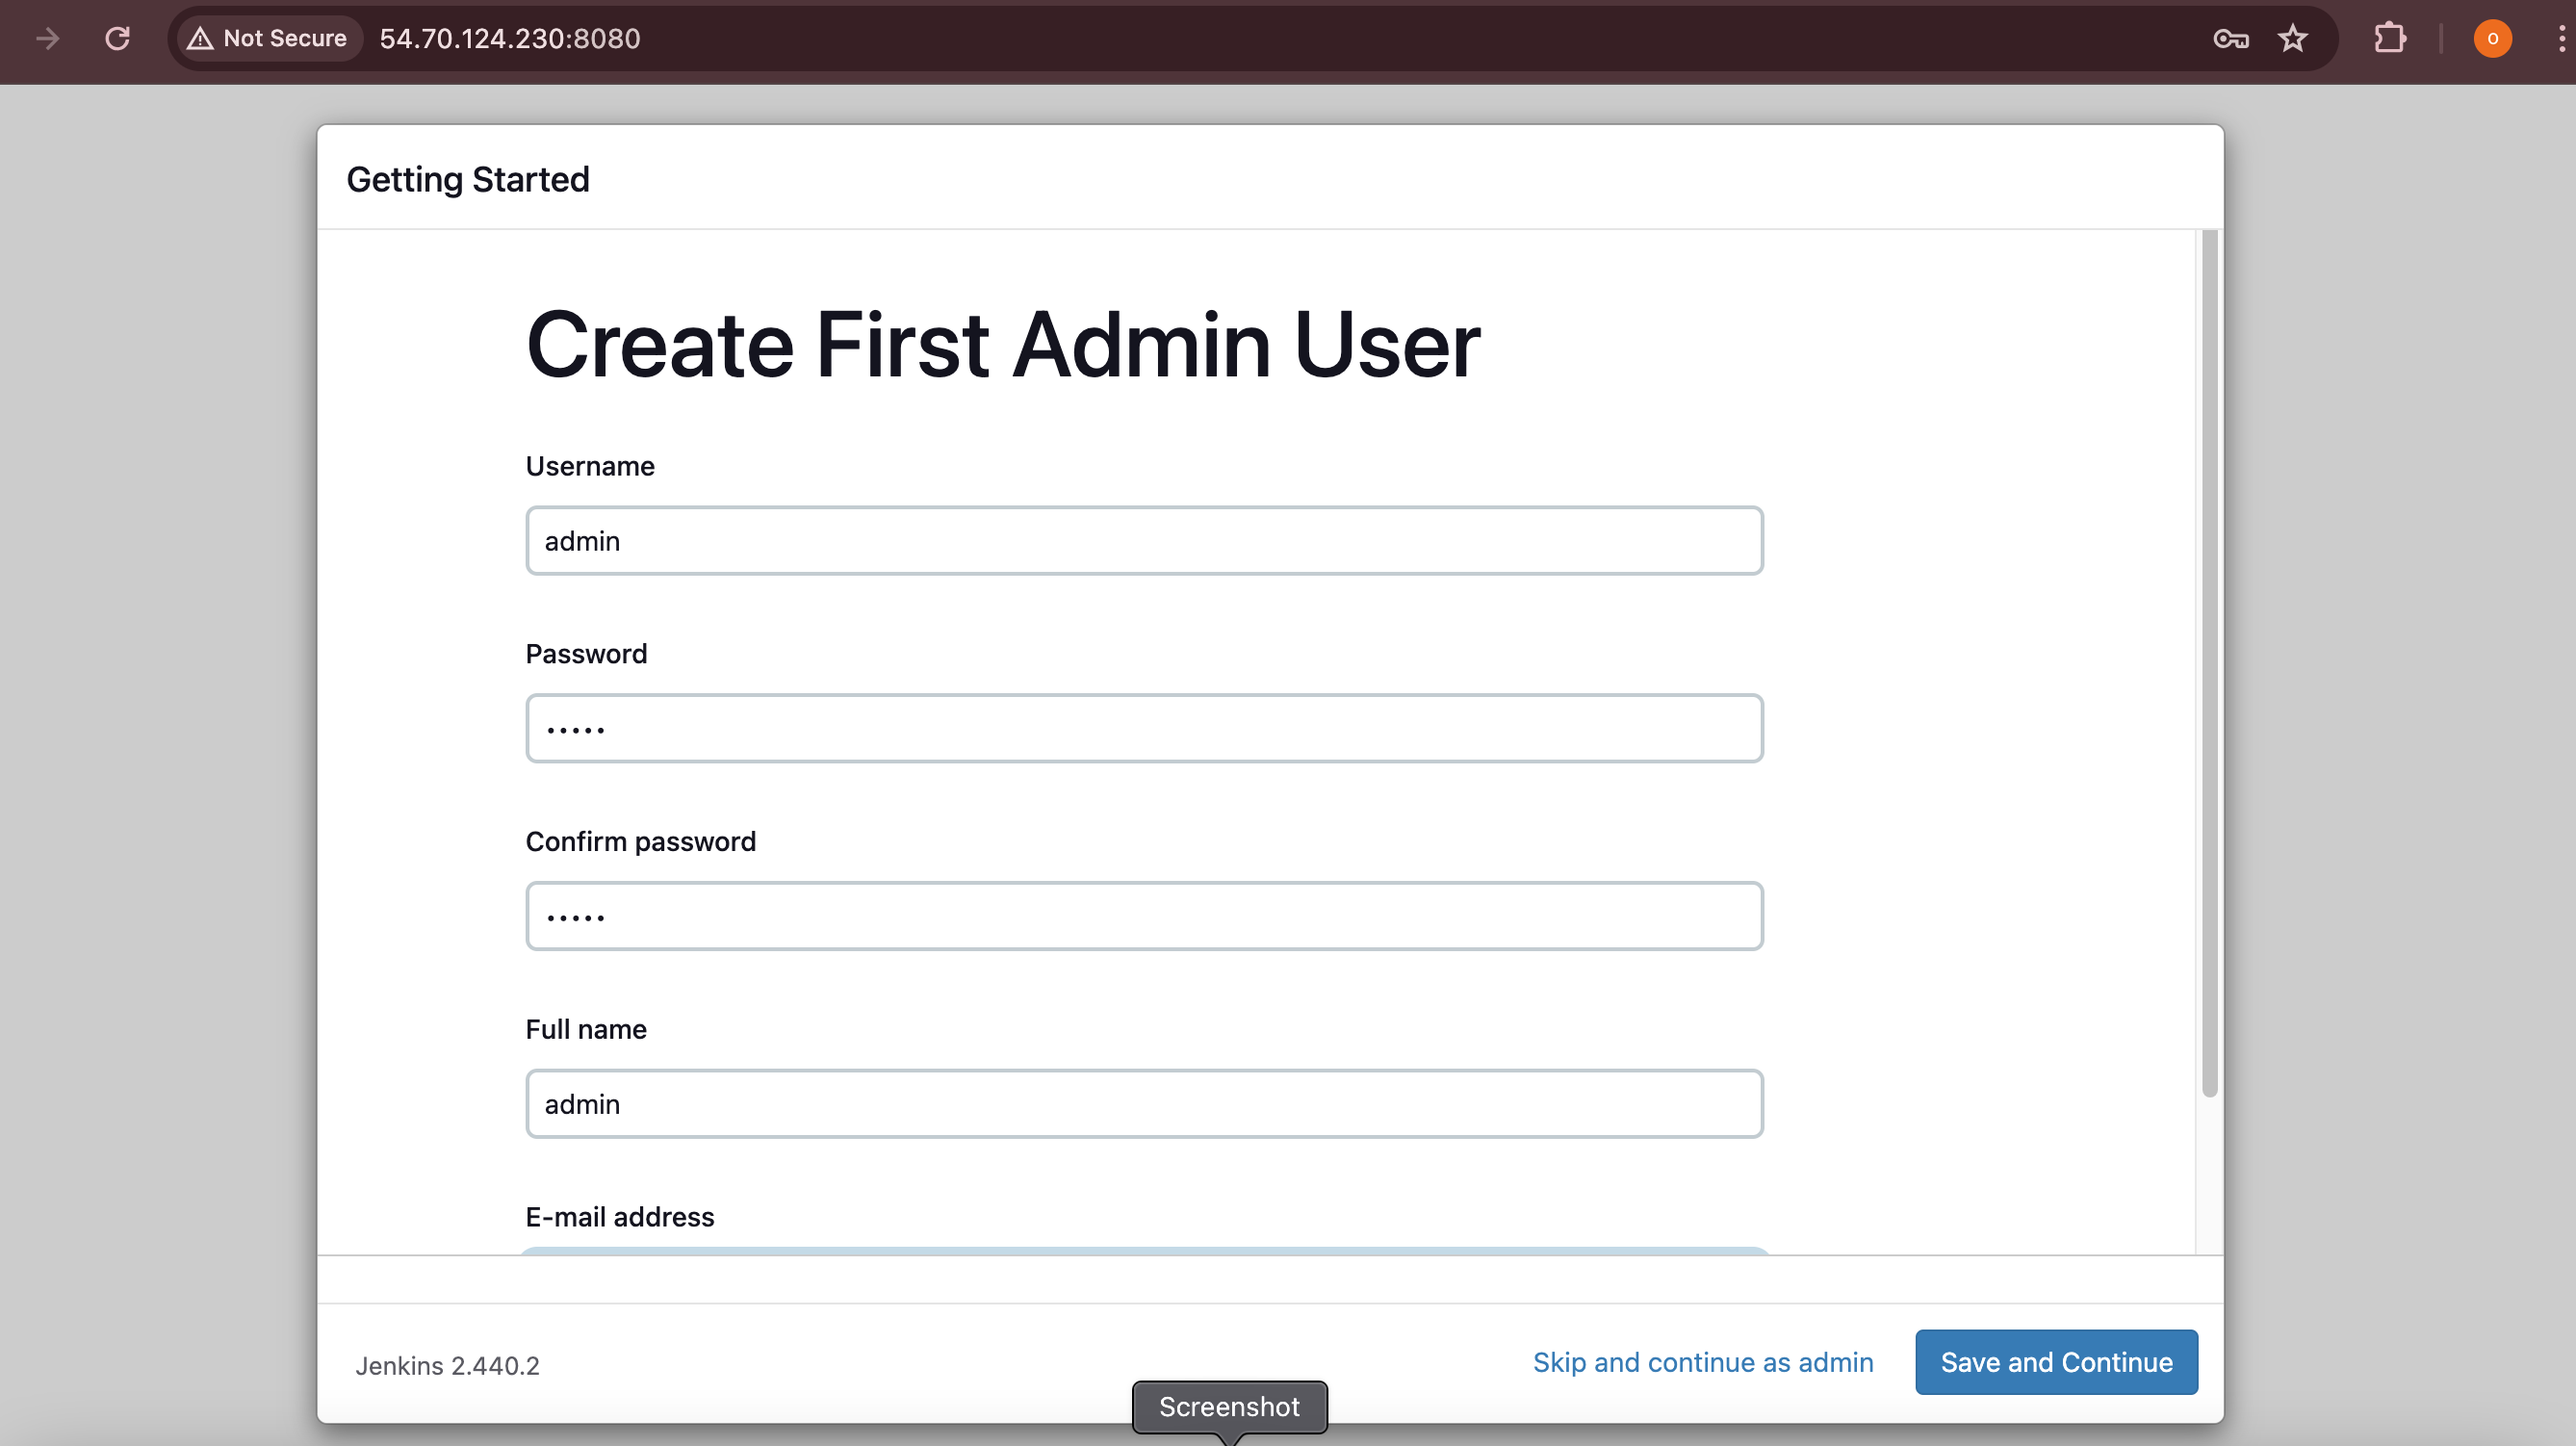 Not Secure 54.70.124.230:8080 o
Getting Started
Create First Admin User
Username
admin
Password
•••••
Confirm password
•••••
Full name
admin
E-mail address
Jenkins 2.440.2 Skip and continue as admin Save and Continue
Screenshot